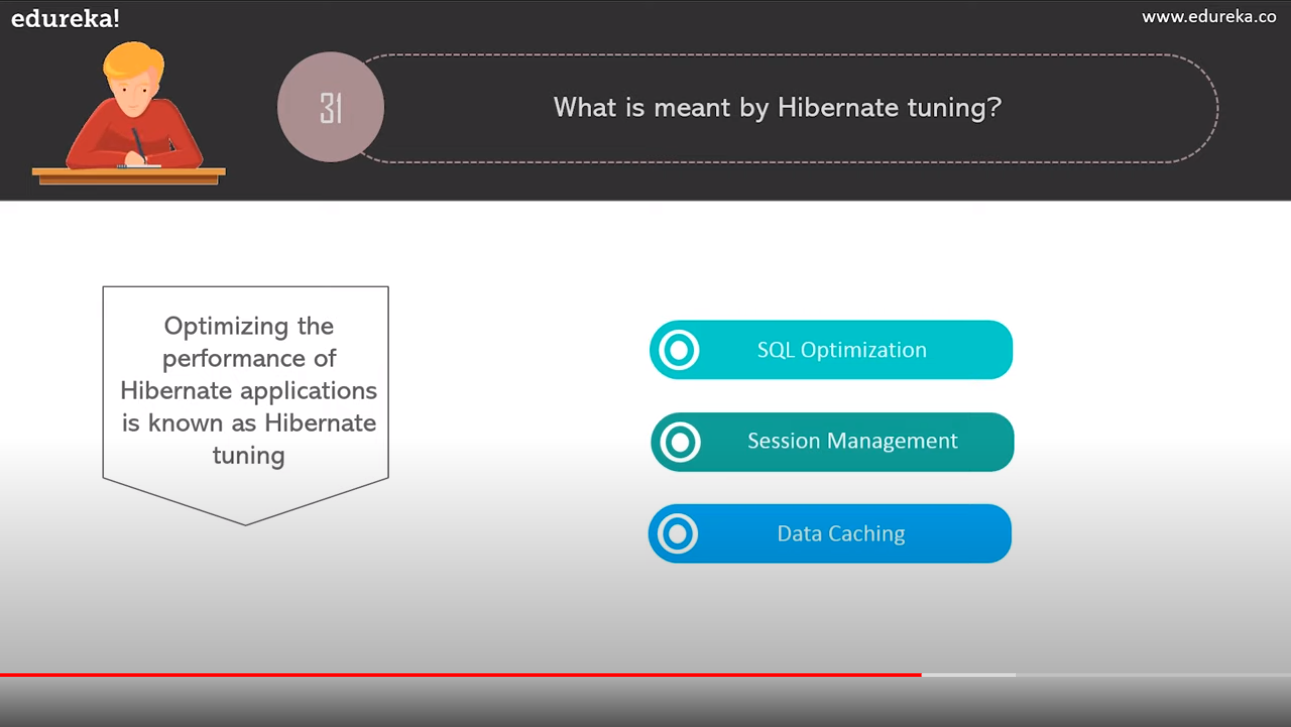 edureka!
www.edureka.co
31
What is meant by Hibernate tuning?
Optimizing the
performance of
Hibernate applications
is known as Hibernate
tuning
SQL Optimization
Session Management
Data Caching